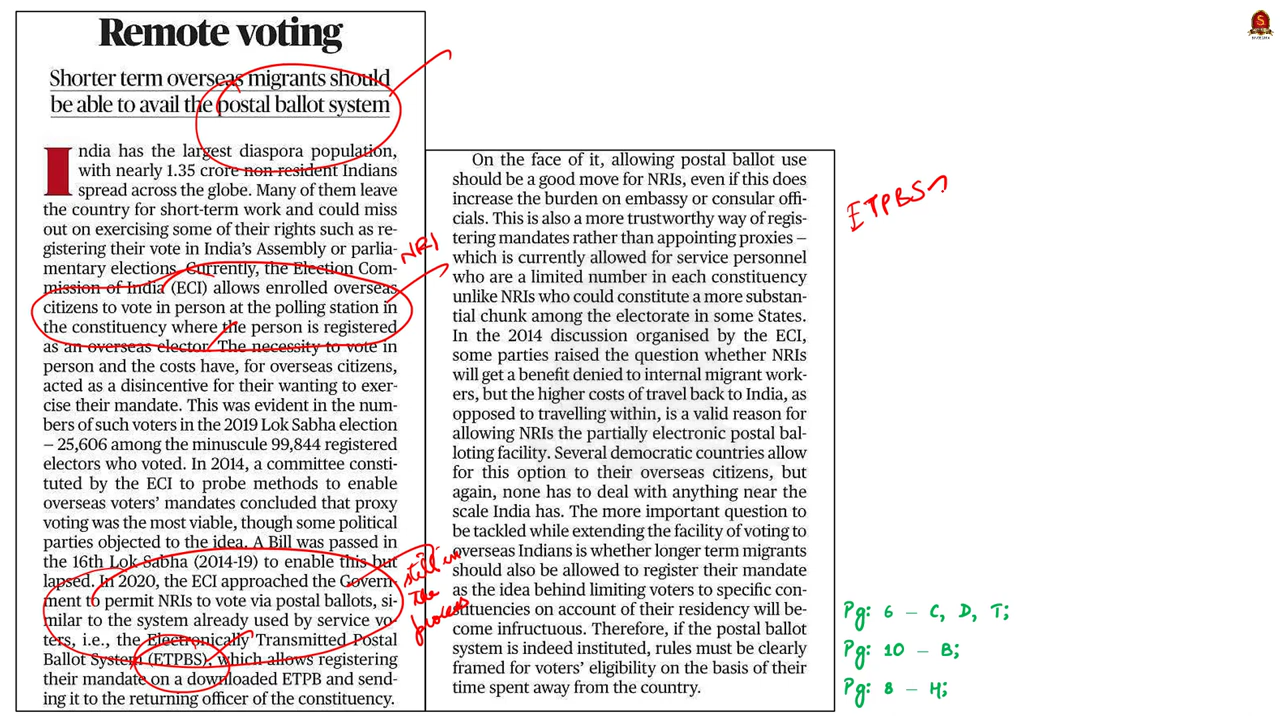 Remote voting
Shorter term overseas migrants should
be able to avail the postal ballot system
India has the largest diaspora population,
with nearly 1.35 crore non resident Indians
spread across the globe. Many of them leave
the country for short-term work and could miss
out on exercising some of their rights such as re-
gistering their vote in India's Assembly or parlia-
mentary elections. Currently, the Election Com-
mission of India (ECI) allows enrolled overseas
citizens to vote in person at the polling station in
the constituency where the person is registered
as an overseas elector. The necessity to vote in
person and the costs have, for overseas citizens,
acted as a disincentive for their wanting to exer-
cise their mandate. This was evident in the num-
bers of such voters in the 2019 Lok Sabha election
– 25,606 among the minuscule 99,844 registered
electors who voted. In 2014, a committee consti-
tuted by the ECI to probe methods to enable
overseas voters' mandates concluded that proxy
voting was the most viable, though some political
parties objected to the idea. A Bill was passed in
the 16th Lok Sabha (2014-19) to enable this but
lapsed. In 2020, the ECI approached the Govern-
ment to permit NRIs to vote via postal ballots, si-
milar to the system already used by service vo-
ters, i.e., the Electronically Transmitted Postal
Ballot System (ETPBS), which allows registering
their mandate on a downloaded ETPB and send-
ing it to the returning officer of the constituency.
NRI
still in
the
process
On the face of it, allowing postal ballot use
should be a good move for NRIs, even if this does
increase the burden on embassy or consular offi-
cials. This is also a more trustworthy way of regis-
tering mandates rather than appointing proxies –
which is currently allowed for service personnel
who are a limited number in each constituency
unlike NRIs who could constitute a more substan-
tial chunk among the electorate in some States.
In the 2014 discussion organised by the ECI,
some parties raised the question whether NRIs
will get a benefit denied to internal migrant work-
ers, but the higher costs of travel back to India, as
opposed to travelling within, is a valid reason for
allowing NRIs the partially electronic postal bal-
loting facility. Several democratic countries allow
for this option to their overseas citizens, but
again, none has to deal with anything near the
scale India has. The more important question to
be tackled while extending the facility of voting to
overseas Indians is whether longer term migrants
should also be allowed to register their mandate
as the idea behind limiting voters to specific con-
stituencies on account of their residency will be-
come infructuous. Therefore, if the postal ballot
system is indeed instituted, rules must be clearly
framed for voters' eligibility on the basis of their
time spent away from the country.
ETPBS
Pg: 6 – C, D, T;
Pg: 10 – B;
Pg: 8 – H;